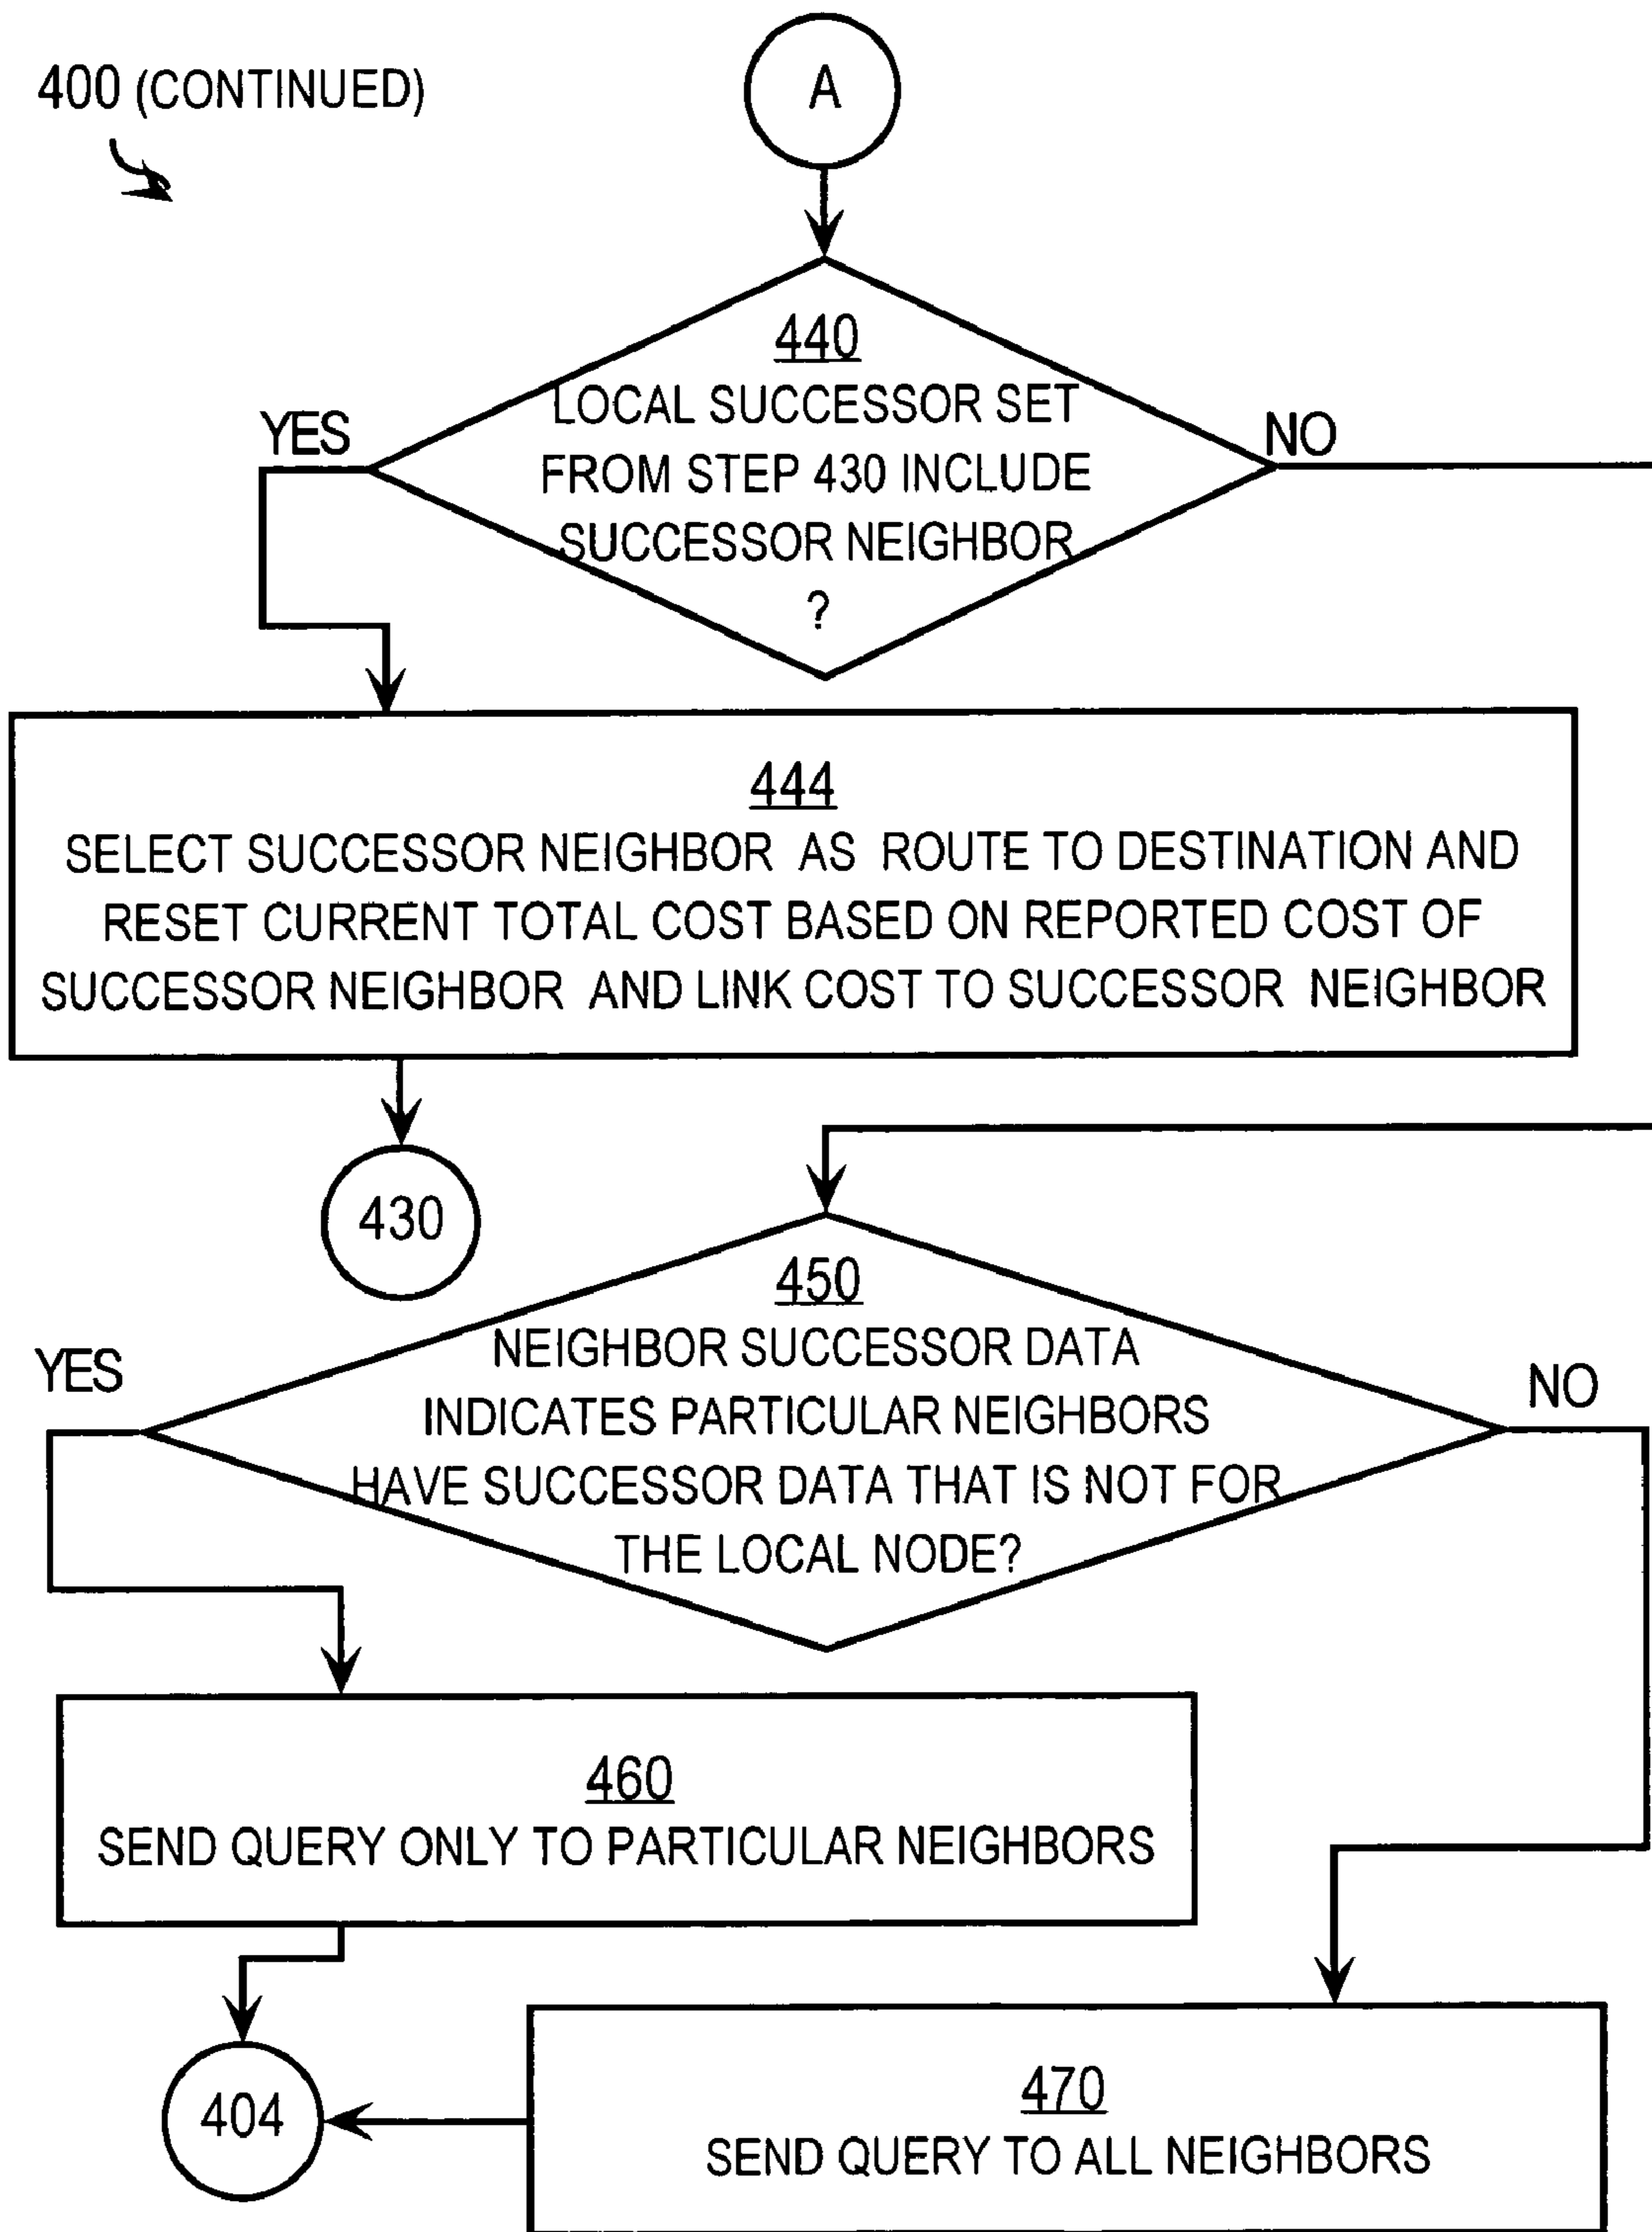 400 (CONTINUED)
A
440
LOCAL SUCCESSOR SET
FROM STEP 430 INCLUDE
SUCCESSOR NEIGHBOR
?
YES
NO
444
SELECT SUCCESSOR NEIGHBOR AS ROUTE TO DESTINATION AND
RESET CURRENT TOTAL COST BASED ON REPORTED COST OF
SUCCESSOR NEIGHBOR AND LINK COST TO SUCCESSOR NEIGHBOR
430
450
NEIGHBOR SUCCESSOR DATA
INDICATES PARTICULAR NEIGHBORS
HAVE SUCCESSOR DATA THAT IS NOT FOR
THE LOCAL NODE?
YES
NO
460
SEND QUERY ONLY TO PARTICULAR NEIGHBORS
404
470
SEND QUERY TO ALL NEIGHBORS